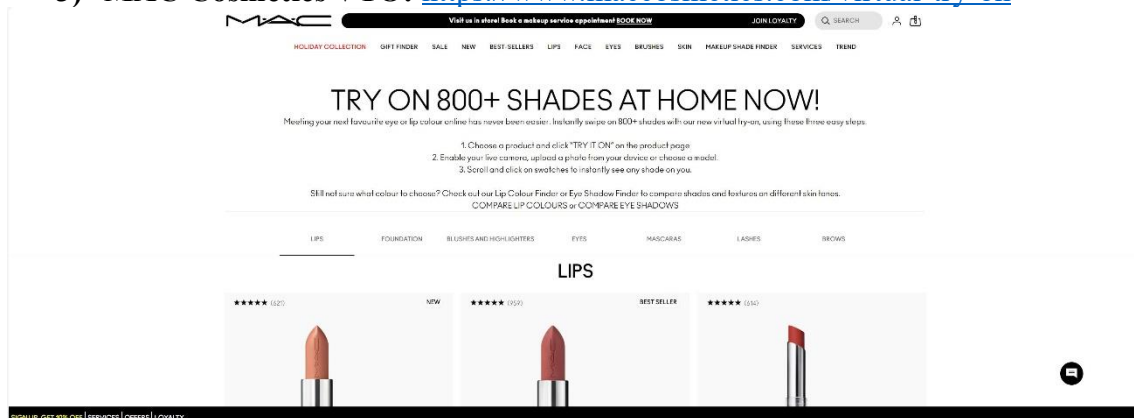 MAC
Visit us in store! Book a makeup service appointment BOOK NOW
JOIN LOYALTY
SEARCH
HOLIDAY COLLECTION GIFT FINDER SALE NEW BEST-SELLERS LIPS FACE EYES BRUSHES SKIN MAKEUP SHADE FINDER SERVICES TREND
TRY ON 800+ SHADES AT HOME NOW!
Meeting your next favourite eye or lip colour online has never been easier. Instantly swipe on 800+ shades with our new virtual try-on, using these three easy steps.
1. Choose a product and click "TRY IT ON" on the product page
2. Enable your live camera, upload a photo from your device or choose a model.
3. Scroll and click on swatches to instantly see any shade on you.
Still not sure what colour to choose? Check out our Lip Colour Finder or Eye Shadow Finder to compare shades and textures on different skin tones.
COMPARE LIP COLOURS or COMPARE EYE SHADOWS
LIPS FOUNDATION BLUSHES AND HIGHLIGHTERS EYES MASCARAS LASHES BROWS
LIPS
★★★★★ (621) NEW
★★★★★ (959) BEST SELLER
★★★★★ (614)
SIGN UP, GET 10% OFF | SERVICES | OFFERS | LOYALTY